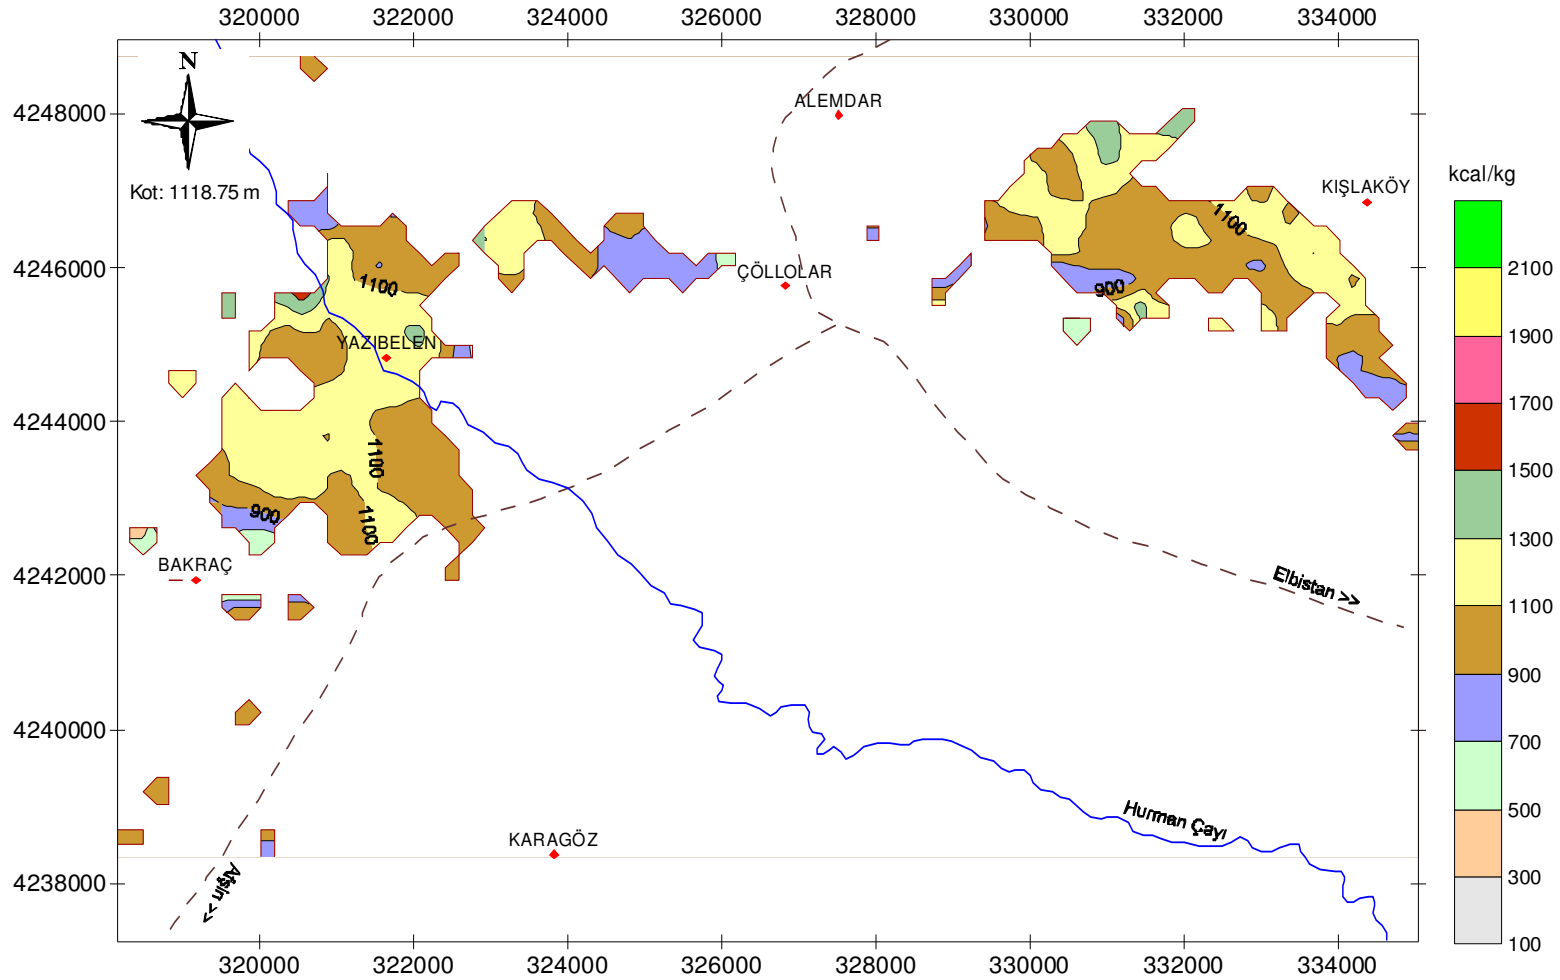 320000 322000 324000 326000 328000 330000 332000 334000
N
ALEMDAR
4248000
kcal/kg
KIŞLAKÖY
Kot: 1118.75 m
1100
4246000
ÇÖLLOLAR
2100
1100
900
1900
YAZIBELEN
1700
4244000
1100
1500
900
1100
1300
BAKRAÇ
4242000
Elbistan >>
1100
900
4240000
700
Hurman Çayı
KARAGÖZ
500
4238000
Afşin >>
300
100
320000 322000 324000 326000 328000 330000 332000 334000